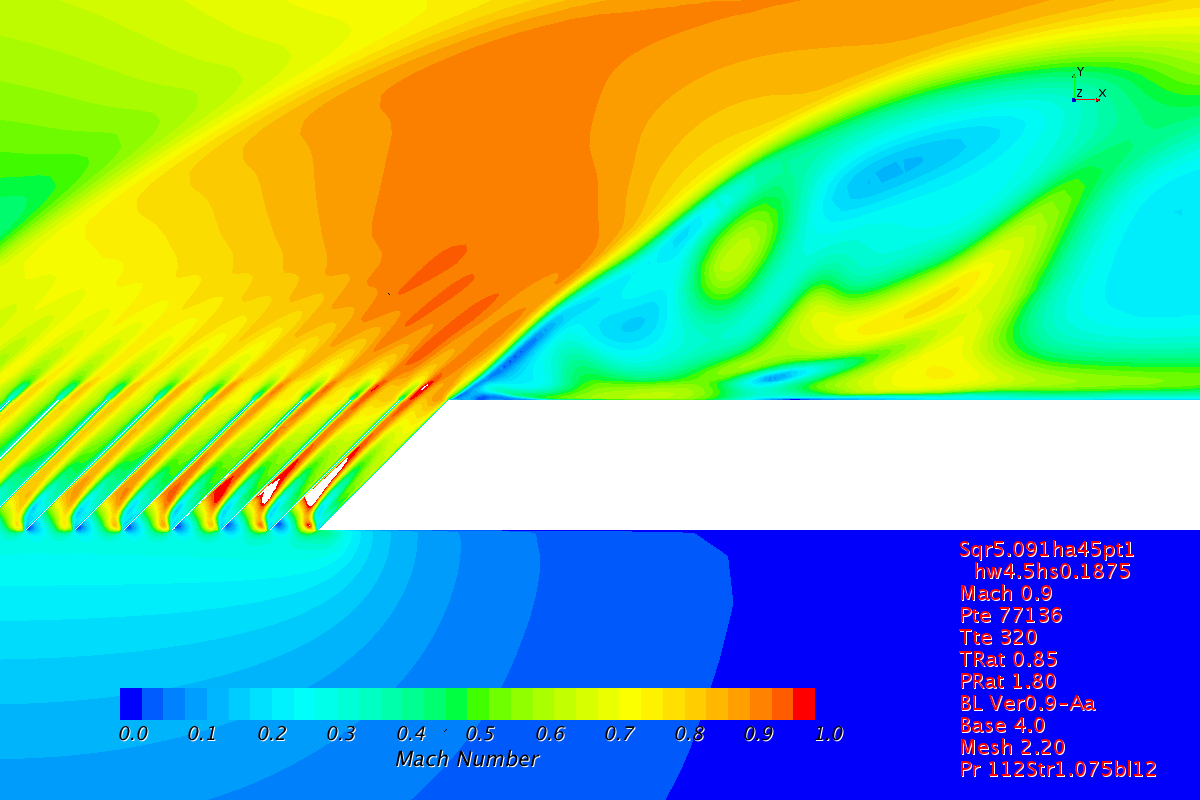 Y
Z X
Sqr5.091ha45pt1
hw4.5hs0.1875
Mach 0.9
Pte 77136
Tte 320
TRat 0.85
PRat 1.80
BL Ver0.9-Aa
Base 4.0
Mesh 2.20
Pr 112Str1.075bl12
0.0 0.1 0.2 0.3 0.4 0.5 0.6 0.7 0.8 0.9 1.0
Mach Number